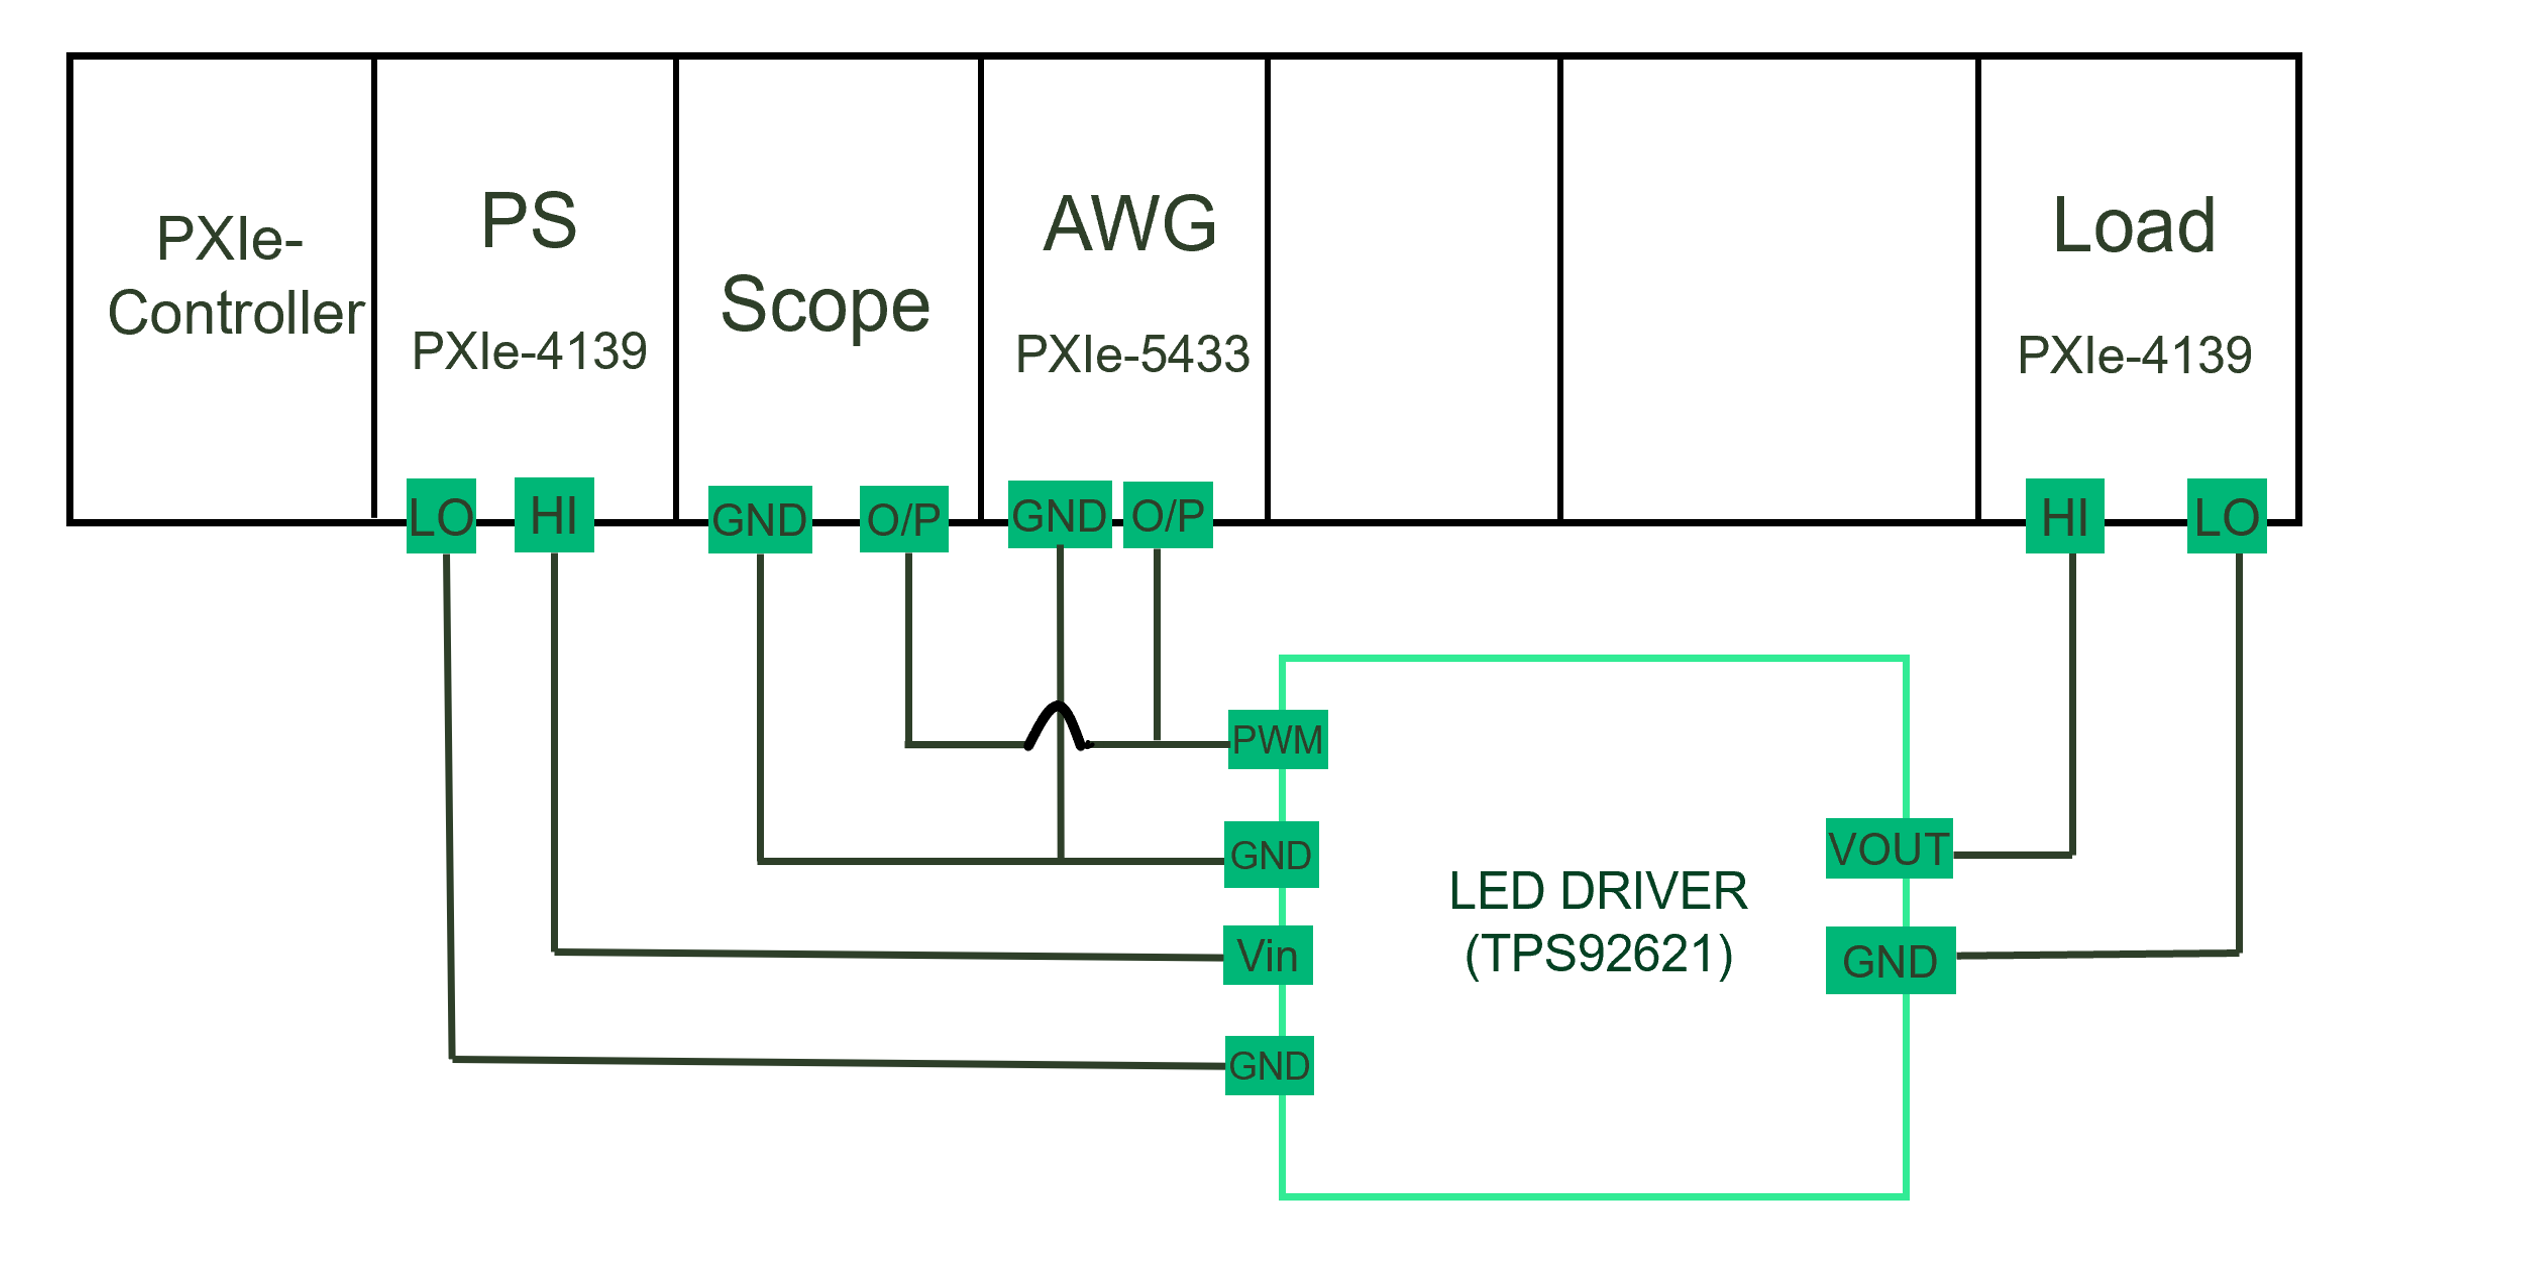 PXIe-
Controller
PS
PXIe-4139
Scope
AWG
PXIe-5433
Load
PXIe-4139
LO
HI
GND
O/P
GND
O/P
HI
LO
PWM
GND
Vin
GND
LED DRIVER
(TPS92621)
VOUT
GND